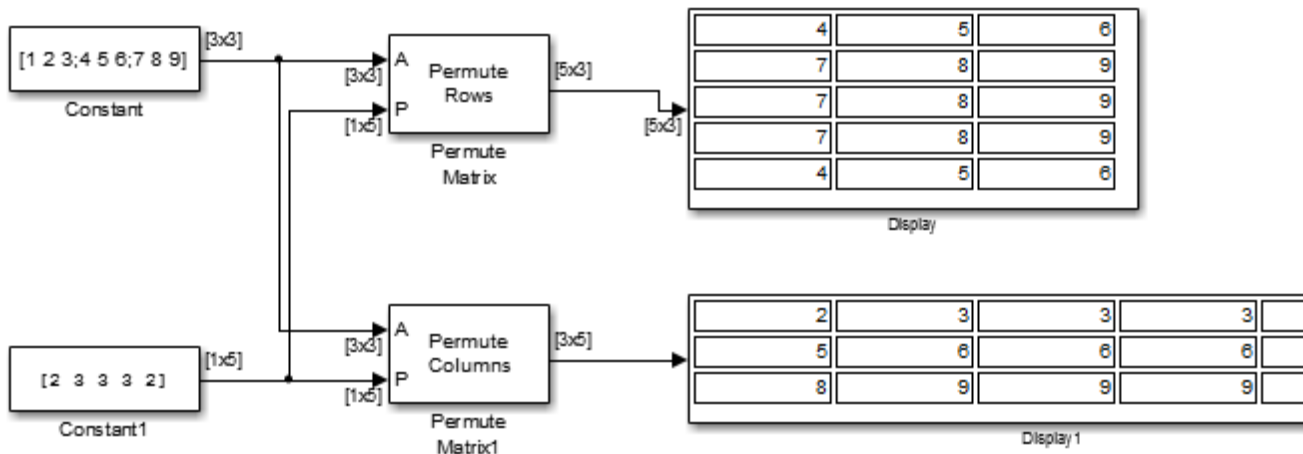 [1 2 3;4 5 6;7 8 9]
Constant
[3x3]
[3x3]
[1x5]
A
P
Permute
Rows
Permute
Matrix
[5x3]
[5x3]
4 5 6
7 8 9
7 8 9
7 8 9
4 5 6
Display
[2 3 3 3 2]
Constant1
[1x5]
[3x3]
[1x5]
A
P
Permute
Columns
Permute
Matrix1
[3x5]
2 3 3 3
5 6 6 6
8 9 9 9
Display1